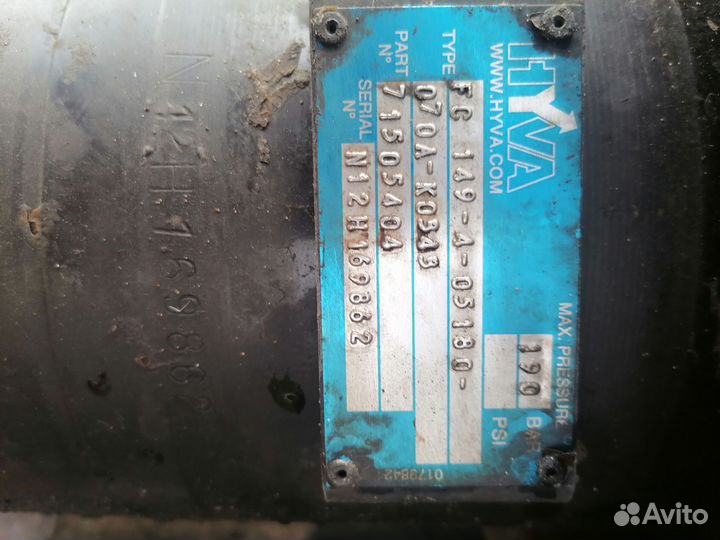 HYVA
WWW.HYVA.COM
MAX. PRESSURE
190 BAR
PSI
TYPE FC 149-4-05180-
070A-K0343
PART N° 71505404
SERIAL N° N12H169862
0179842
N12H169862
Avito